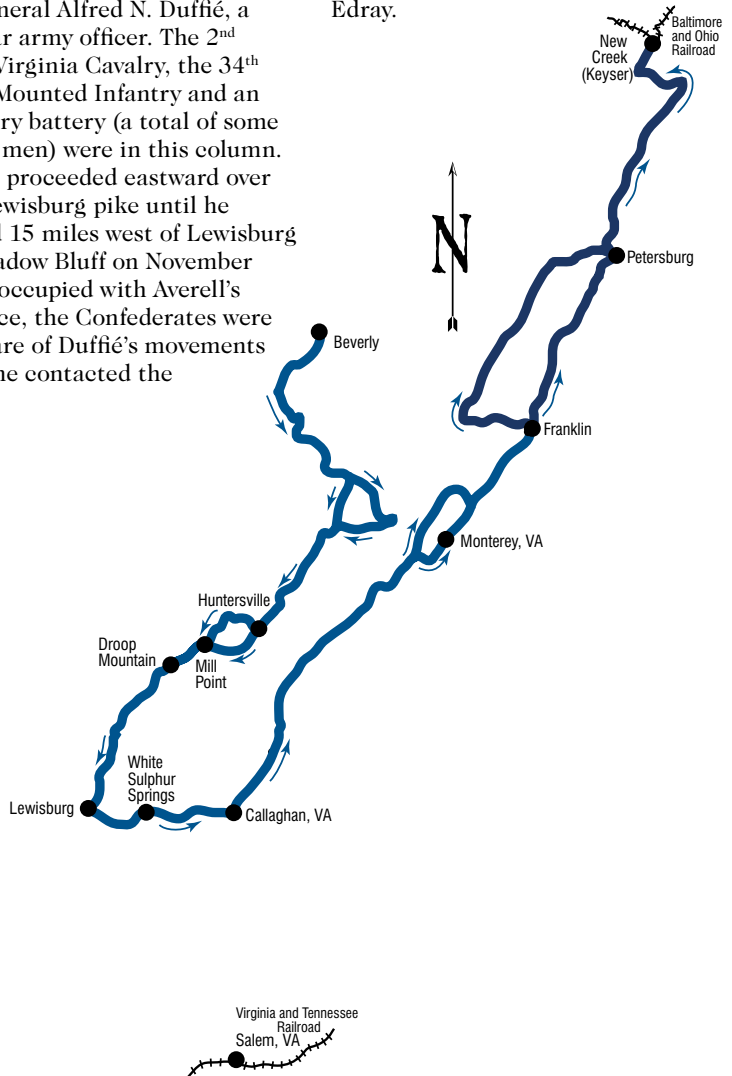 neral Alfred N. Duffié, a
r army officer. The 2nd
Virginia Cavalry, the 34th
Mounted Infantry and an
ry battery (a total of some
men) were in this column.
proceeded eastward over
ewisburg pike until he
15 miles west of Lewisburg
adow Bluff on November
occupied with Averell's
ce, the Confederates were
re of Duffié's movements
ne contacted the
Edray.
Baltimore
and Ohio
Railroad
New
Creek
(Keyser)
N
Petersburg
Beverly
Franklin
Monterey, VA
Huntersville
Droop
Mountain
Mill
Point
White
Sulphur
Springs
Lewisburg
Callaghan, VA
Virginia and Tennessee
Railroad
Salem, VA